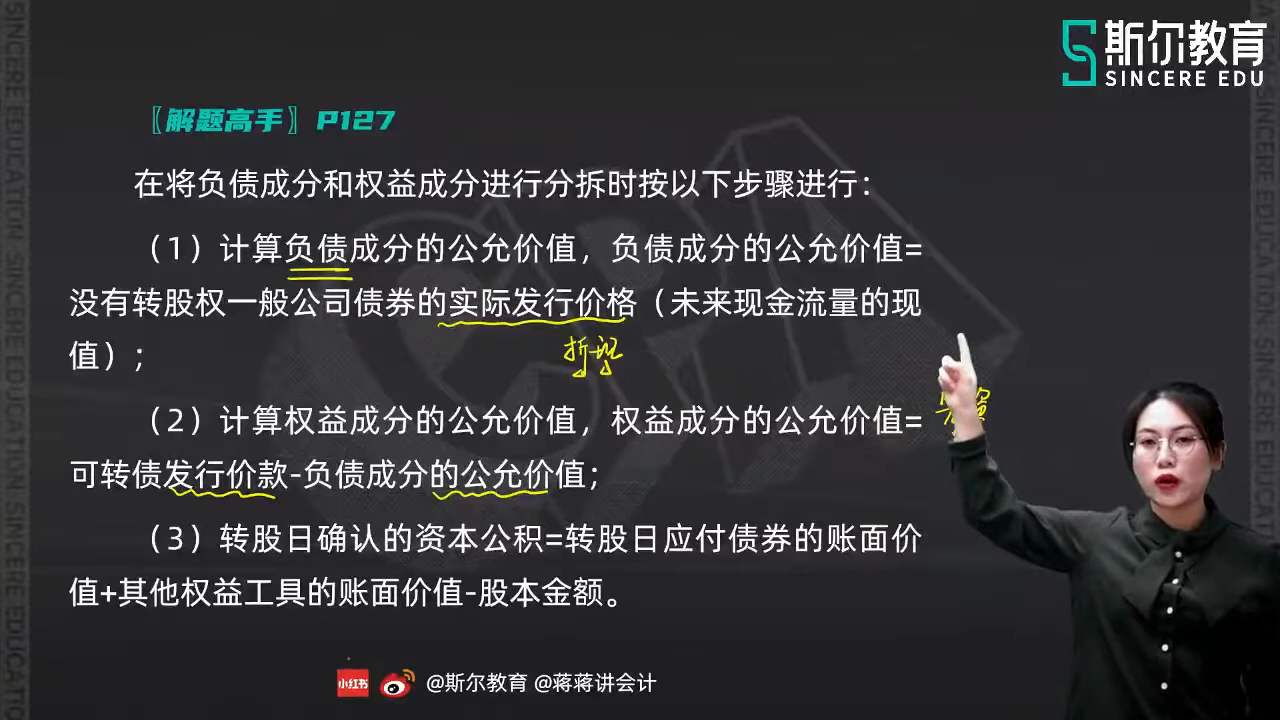 斯尔教育
SINCERE EDU
〖解题高手〗P127
在将负债成分和权益成分进行分拆时按以下步骤进行：
（1）计算负债成分的公允价值，负债成分的公允价值=
没有转股权一般公司债券的实际发行价格（未来现金流量的现
值）；
折现
（2）计算权益成分的公允价值，权益成分的公允价值=
可转债发行价款-负债成分的公允价值；
（3）转股日确认的资本公积=转股日应付债券的账面价
值+其他权益工具的账面价值-股本金额。
小红书 @斯尔教育 @蒋蒋讲会计